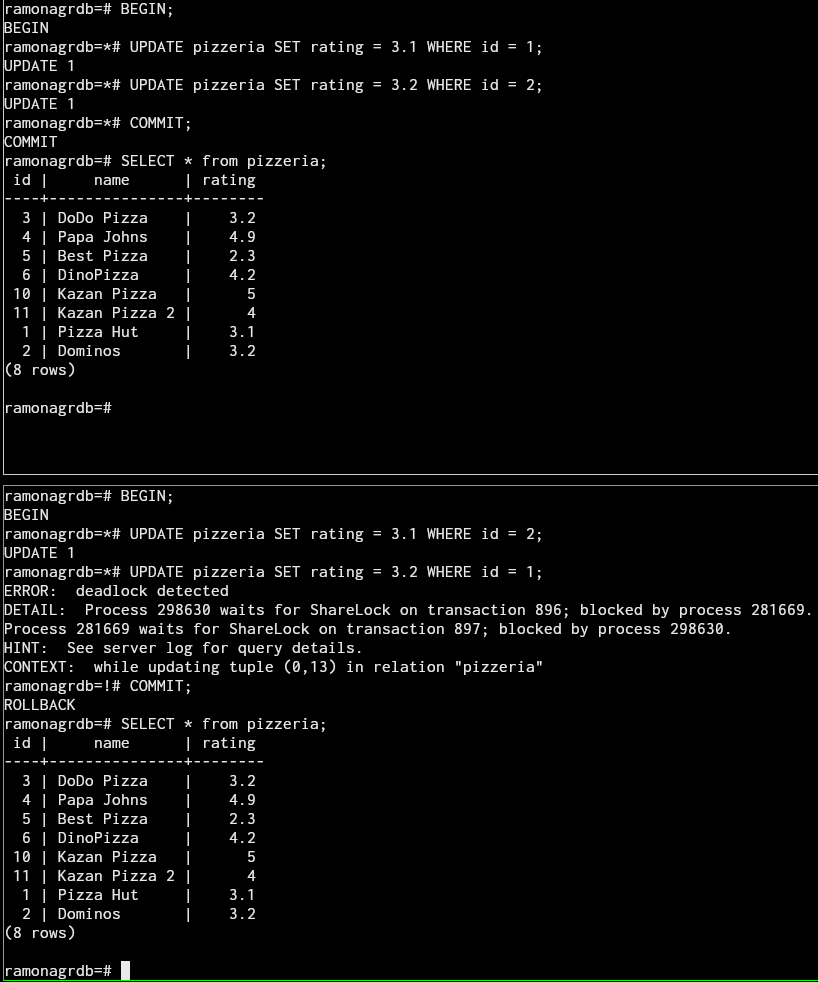 ramonagrdb=# BEGIN;
BEGIN
ramonagrdb=*# UPDATE pizzeria SET rating = 3.1 WHERE id = 1;
UPDATE 1
ramonagrdb=*# UPDATE pizzeria SET rating = 3.2 WHERE id = 2;
UPDATE 1
ramonagrdb=*# COMMIT;
COMMIT
ramonagrdb=# SELECT * from pizzeria;
 id |     name      | rating
----+---------------+--------
  3 | DoDo Pizza    |    3.2
  4 | Papa Johns    |    4.9
  5 | Best Pizza    |    2.3
  6 | DinoPizza     |    4.2
 10 | Kazan Pizza   |      5
 11 | Kazan Pizza 2 |      4
  1 | Pizza Hut     |    3.1
  2 | Dominos       |    3.2
(8 rows)

ramonagrdb=#

ramonagrdb=# BEGIN;
BEGIN
ramonagrdb=*# UPDATE pizzeria SET rating = 3.1 WHERE id = 2;
UPDATE 1
ramonagrdb=*# UPDATE pizzeria SET rating = 3.2 WHERE id = 1;
ERROR:  deadlock detected
DETAIL:  Process 298630 waits for ShareLock on transaction 896; blocked by process 281669.
Process 281669 waits for ShareLock on transaction 897; blocked by process 298630.
HINT:  See server log for query details.
CONTEXT:  while updating tuple (0,13) in relation "pizzeria"
ramonagrdb=!# COMMIT;
ROLLBACK
ramonagrdb=# SELECT * from pizzeria;
 id |     name      | rating
----+---------------+--------
  3 | DoDo Pizza    |    3.2
  4 | Papa Johns    |    4.9
  5 | Best Pizza    |    2.3
  6 | DinoPizza     |    4.2
 10 | Kazan Pizza   |      5
 11 | Kazan Pizza 2 |      4
  1 | Pizza Hut     |    3.1
  2 | Dominos       |    3.2
(8 rows)

ramonagrdb=#